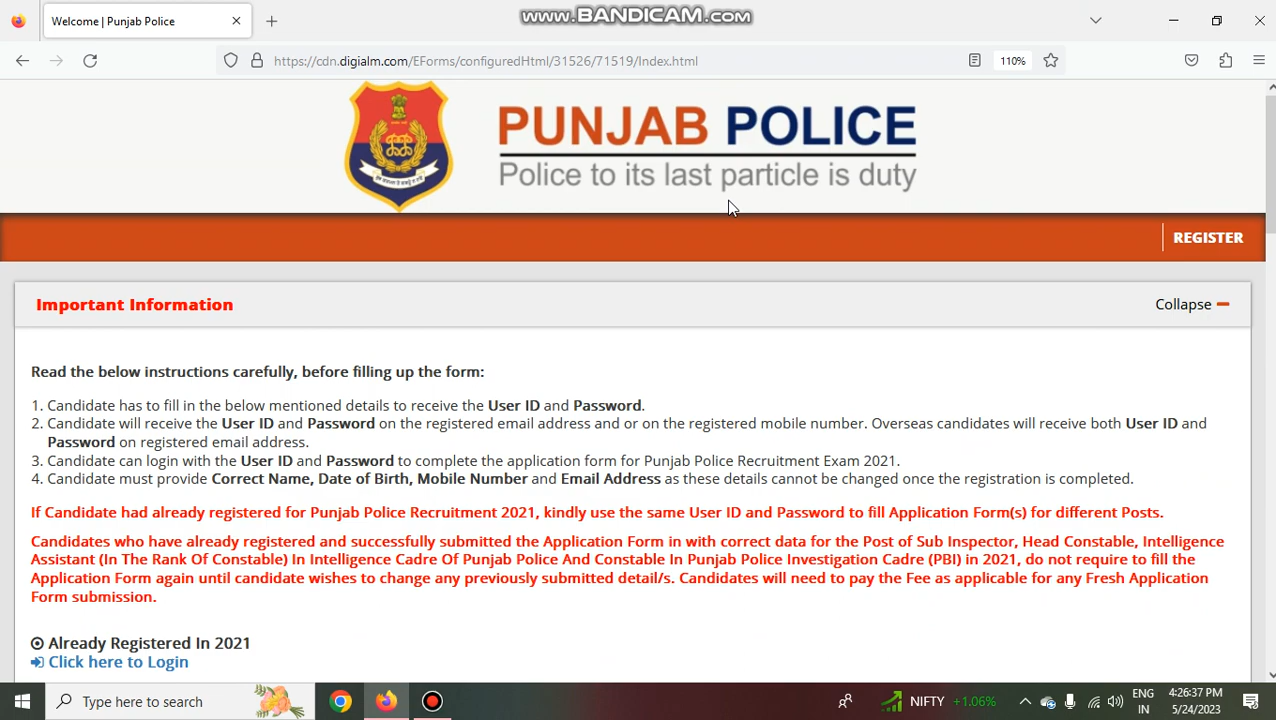 www.BANDICAM.com
Welcome | Punjab Police
https://cdn.digialm.com/EForms/configuredHtml/31526/71519/Index.html
110%
PUNJAB POLICE
Police to its last particle is duty
REGISTER
Important Information
Collapse
Read the below instructions carefully, before filling up the form:
1. Candidate has to fill in the below mentioned details to receive the User ID and Password.
2. Candidate will receive the User ID and Password on the registered email address and or on the registered mobile number. Overseas candidates will receive both User ID and
Password on registered email address.
3. Candidate can login with the User ID and Password to complete the application form for Punjab Police Recruitment Exam 2021.
4. Candidate must provide Correct Name, Date of Birth, Mobile Number and Email Address as these details cannot be changed once the registration is completed.
If Candidate had already registered for Punjab Police Recruitment 2021, kindly use the same User ID and Password to fill Application Form(s) for different Posts.
Candidates who have already registered and successfully submitted the Application Form in with correct data for the Post of Sub Inspector, Head Constable, Intelligence
Assistant (In The Rank Of Constable) In Intelligence Cadre Of Punjab Police And Constable In Punjab Police Investigation Cadre (PBI) in 2021, do not require to fill the
Application Form again until candidate wishes to change any previously submitted detail/s. Candidates will need to pay the Fee as applicable for any Fresh Application
Form submission.
Already Registered In 2021
Click here to Login
Type here to search
NIFTY +1.06%
ENG
IN
4:26:37 PM
5/24/2023